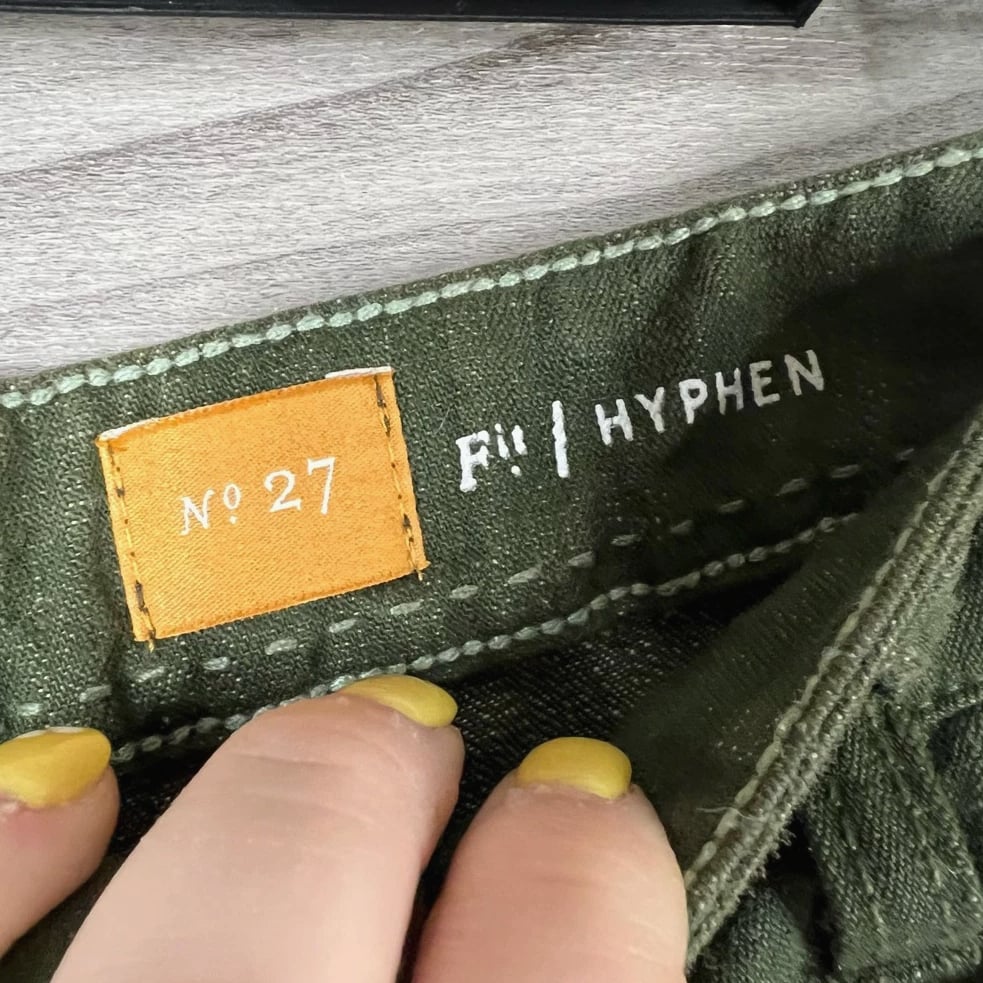 Nº 27
Fit | HYPHEN